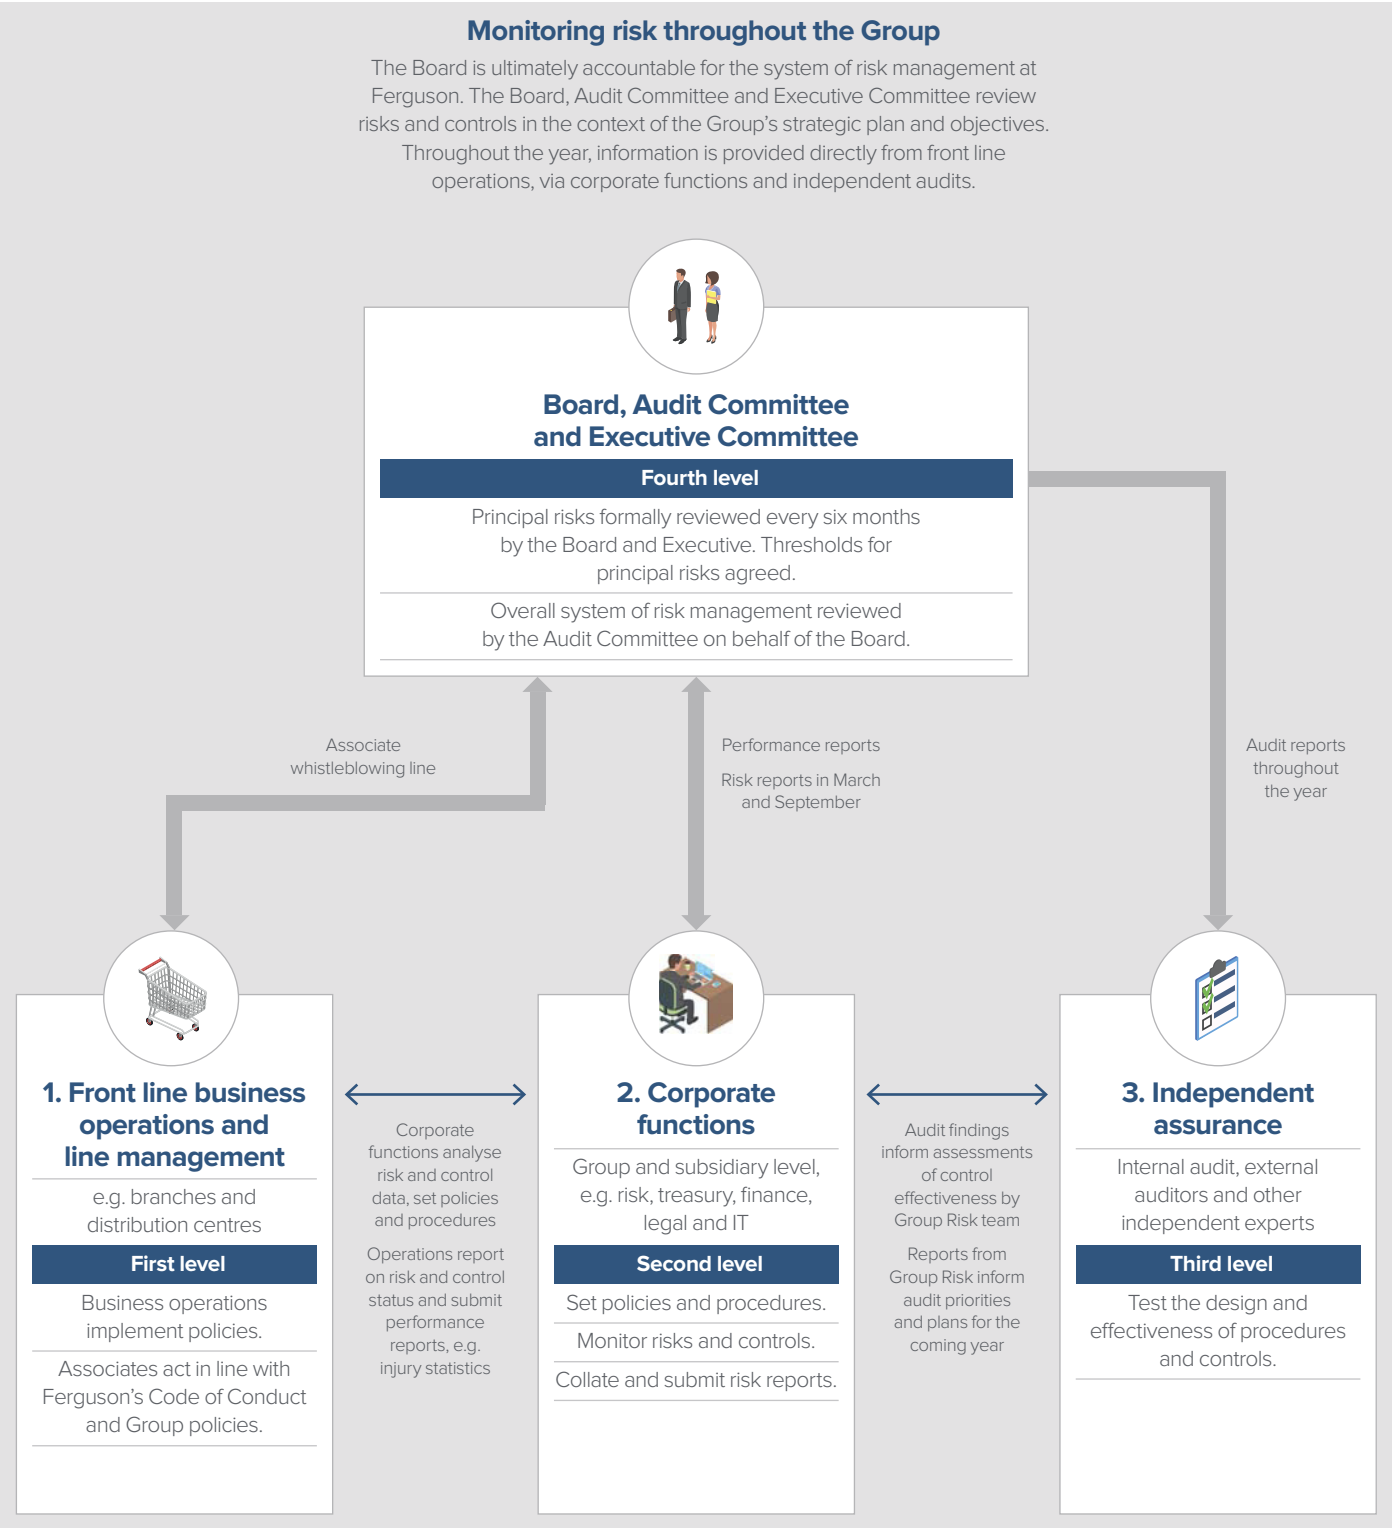 Monitoring risk throughout the Group
The Board is ultimately accountable for the system of risk management at
Ferguson. The Board, Audit Committee and Executive Committee review
risks and controls in the context of the Group’s strategic plan and objectives.
Throughout the year, information is provided directly from front line
operations, via corporate functions and independent audits.
Board, Audit Committee
and Executive Committee
Fourth level
Principal risks formally reviewed every six months
by the Board and Executive. Thresholds for
principal risks agreed.
Overall system of risk management reviewed
by the Audit Committee on behalf of the Board.
Associate
whistleblowing line
Performance reports
Risk reports in March
and September
Audit reports
throughout
the year
1. Front line business
operations and
line management
e.g. branches and
distribution centres
First level
Business operations
implement policies.
Associates act in line with
Ferguson’s Code of Conduct
and Group policies.
Corporate
functions analyse
risk and control
data, set policies
and procedures
Operations report
on risk and control
status and submit
performance
reports, e.g.
injury statistics
2. Corporate
functions
Group and subsidiary level,
e.g. risk, treasury, finance,
legal and IT
Second level
Set policies and procedures.
Monitor risks and controls.
Collate and submit risk reports.
Audit findings
inform assessments
of control
effectiveness by
Group Risk team
Reports from
Group Risk inform
audit priorities
and plans for the
coming year
3. Independent
assurance
Internal audit, external
auditors and other
independent experts
Third level
Test the design and
effectiveness of procedures
and controls.